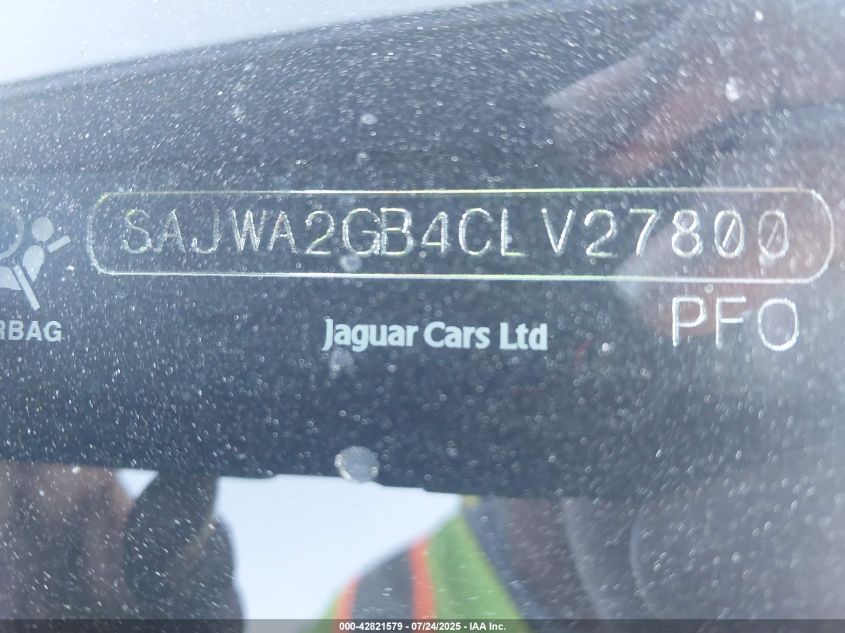 SAJWA2GB4CLV27800
PFO
RBAG
Jaguar Cars Ltd
000-42821579 - 07/24/2025 - IAA Inc.